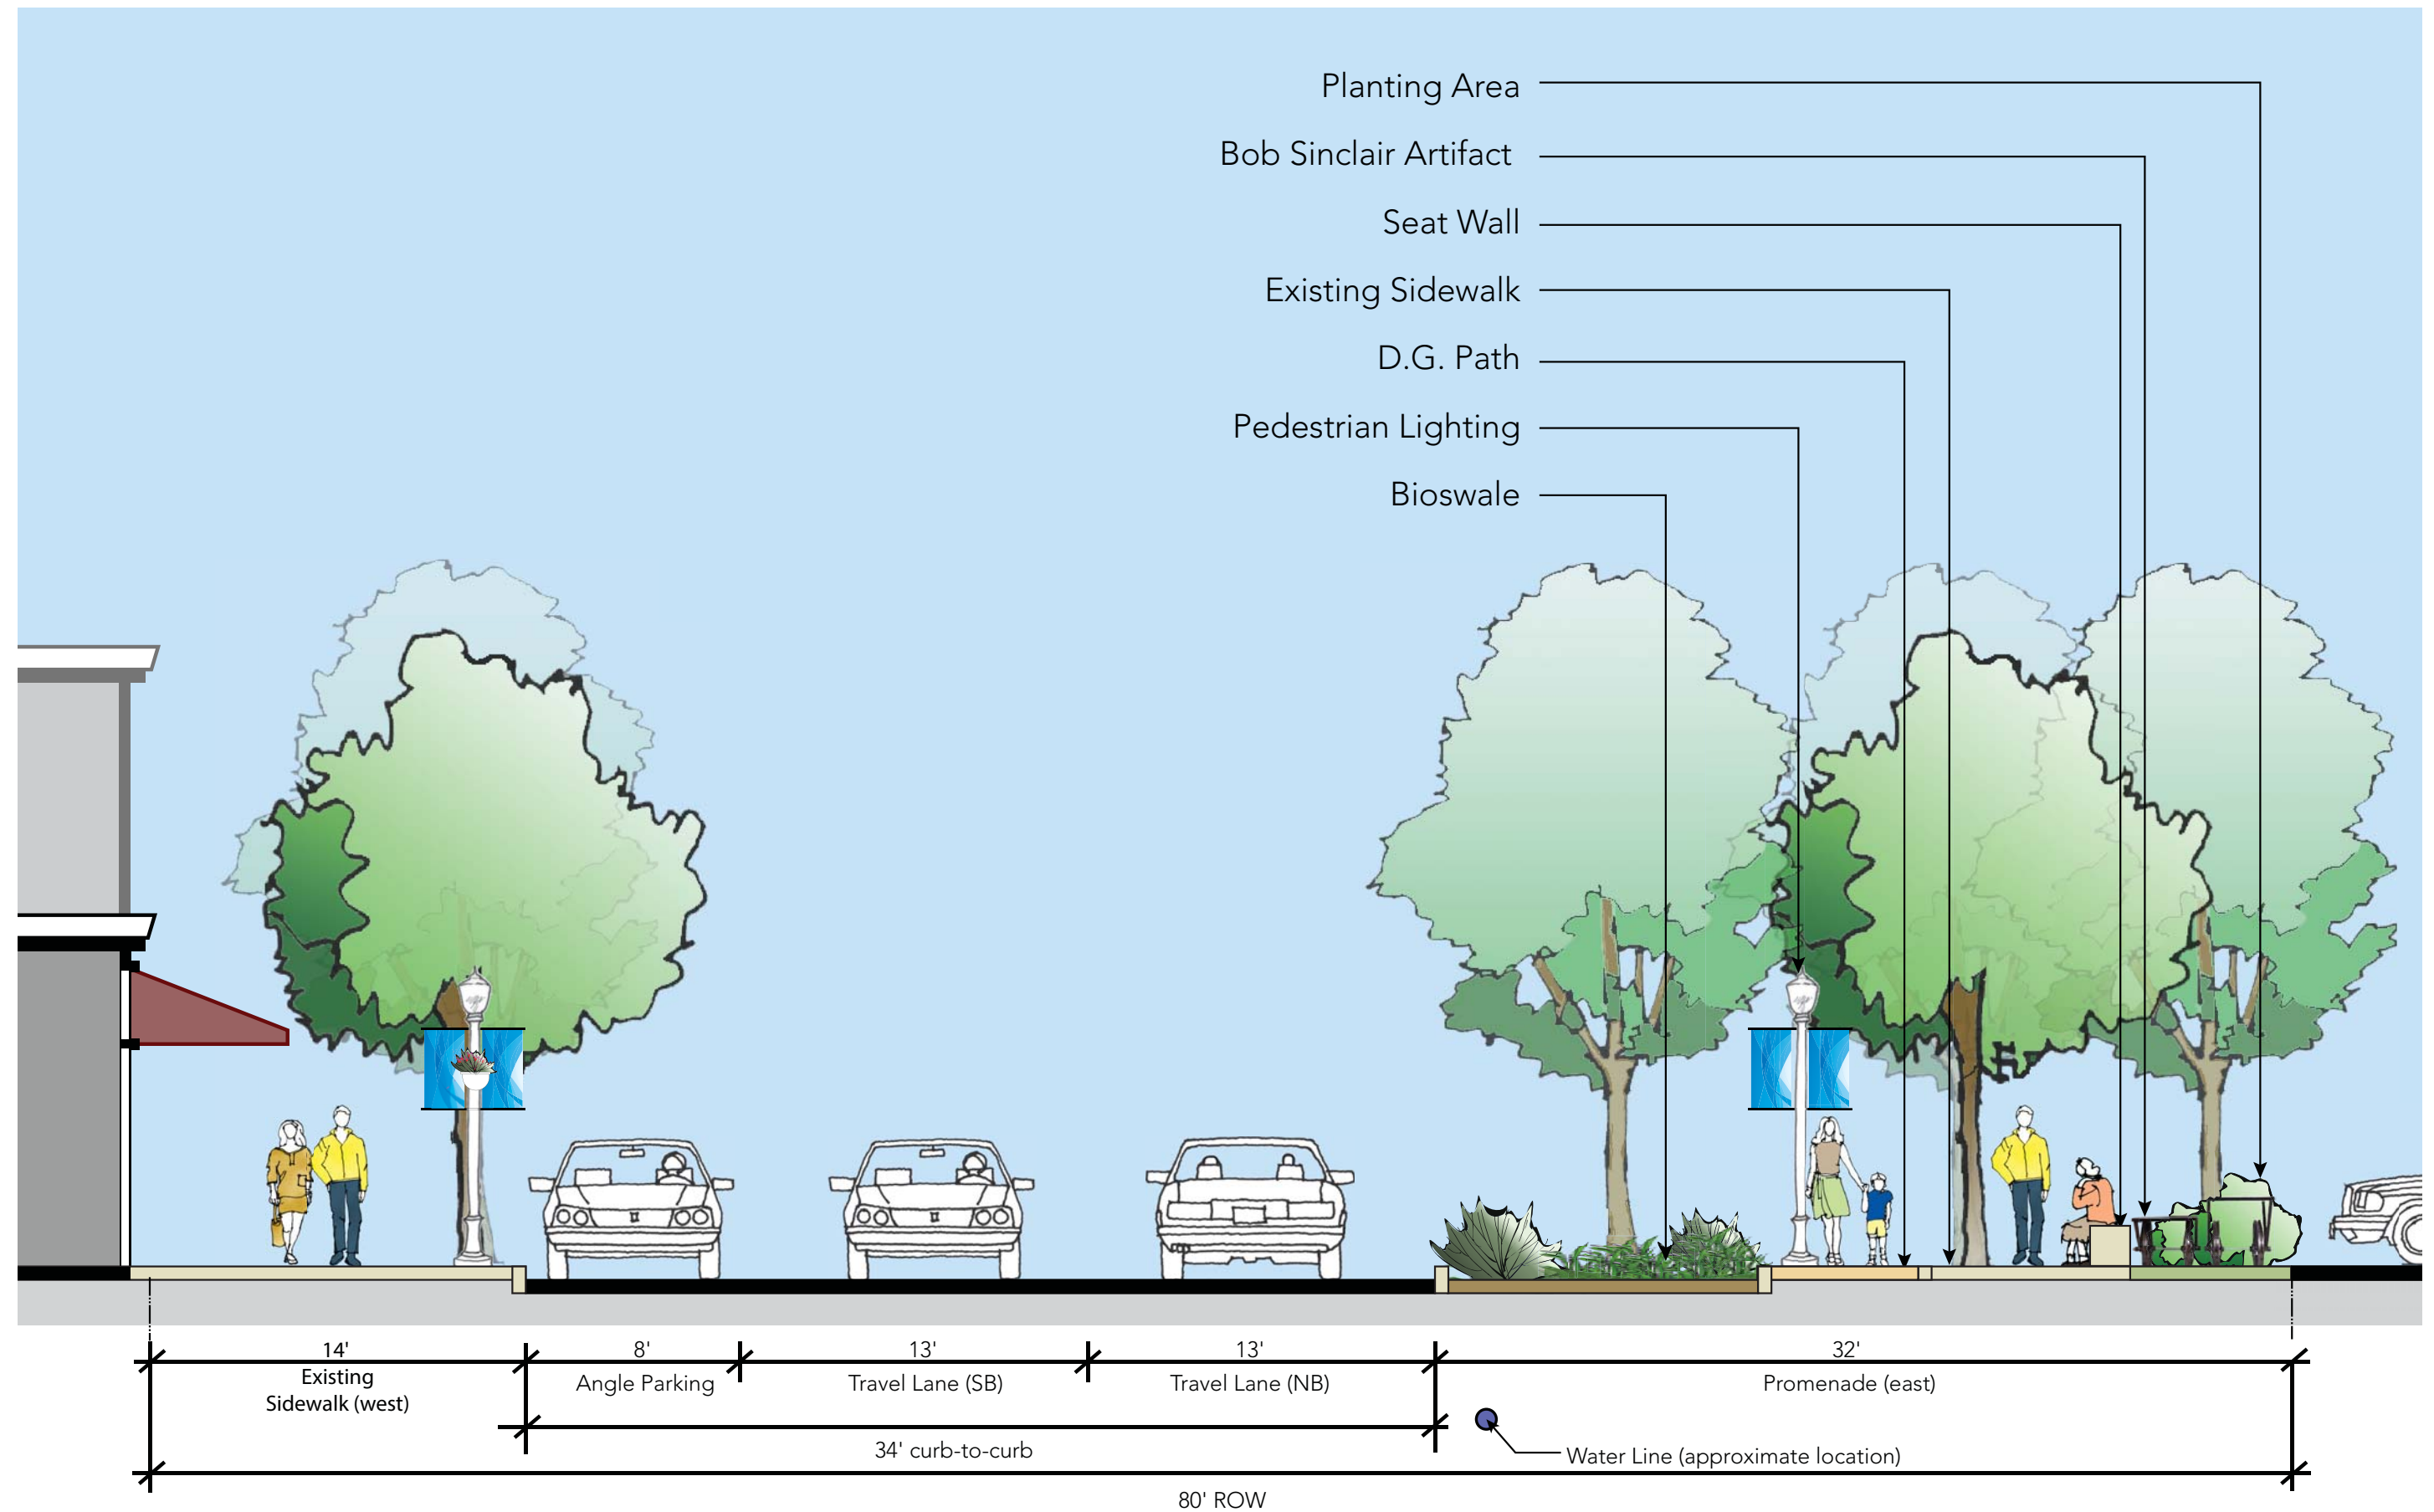 Planting Area
Bob Sinclair Artifact
Seat Wall
Existing Sidewalk
D.G. Path
Pedestrian Lighting
Bioswale
14'
8'
13'
13'
32'
Existing
Sidewalk (west)
Angle Parking
Travel Lane (SB)
Travel Lane (NB)
Promenade (east)
34' curb-to-curb
Water Line (approximate location)
80' ROW